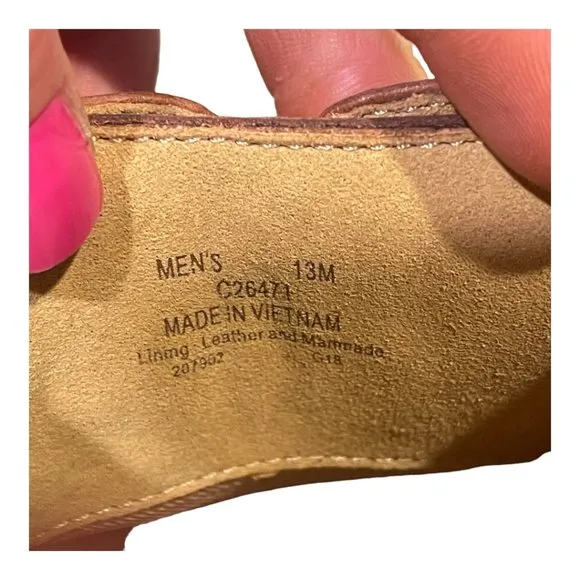 MEN'S 13M
C26471
MADE IN VIETNAM
Lining Leather and Manmade
207902 G18